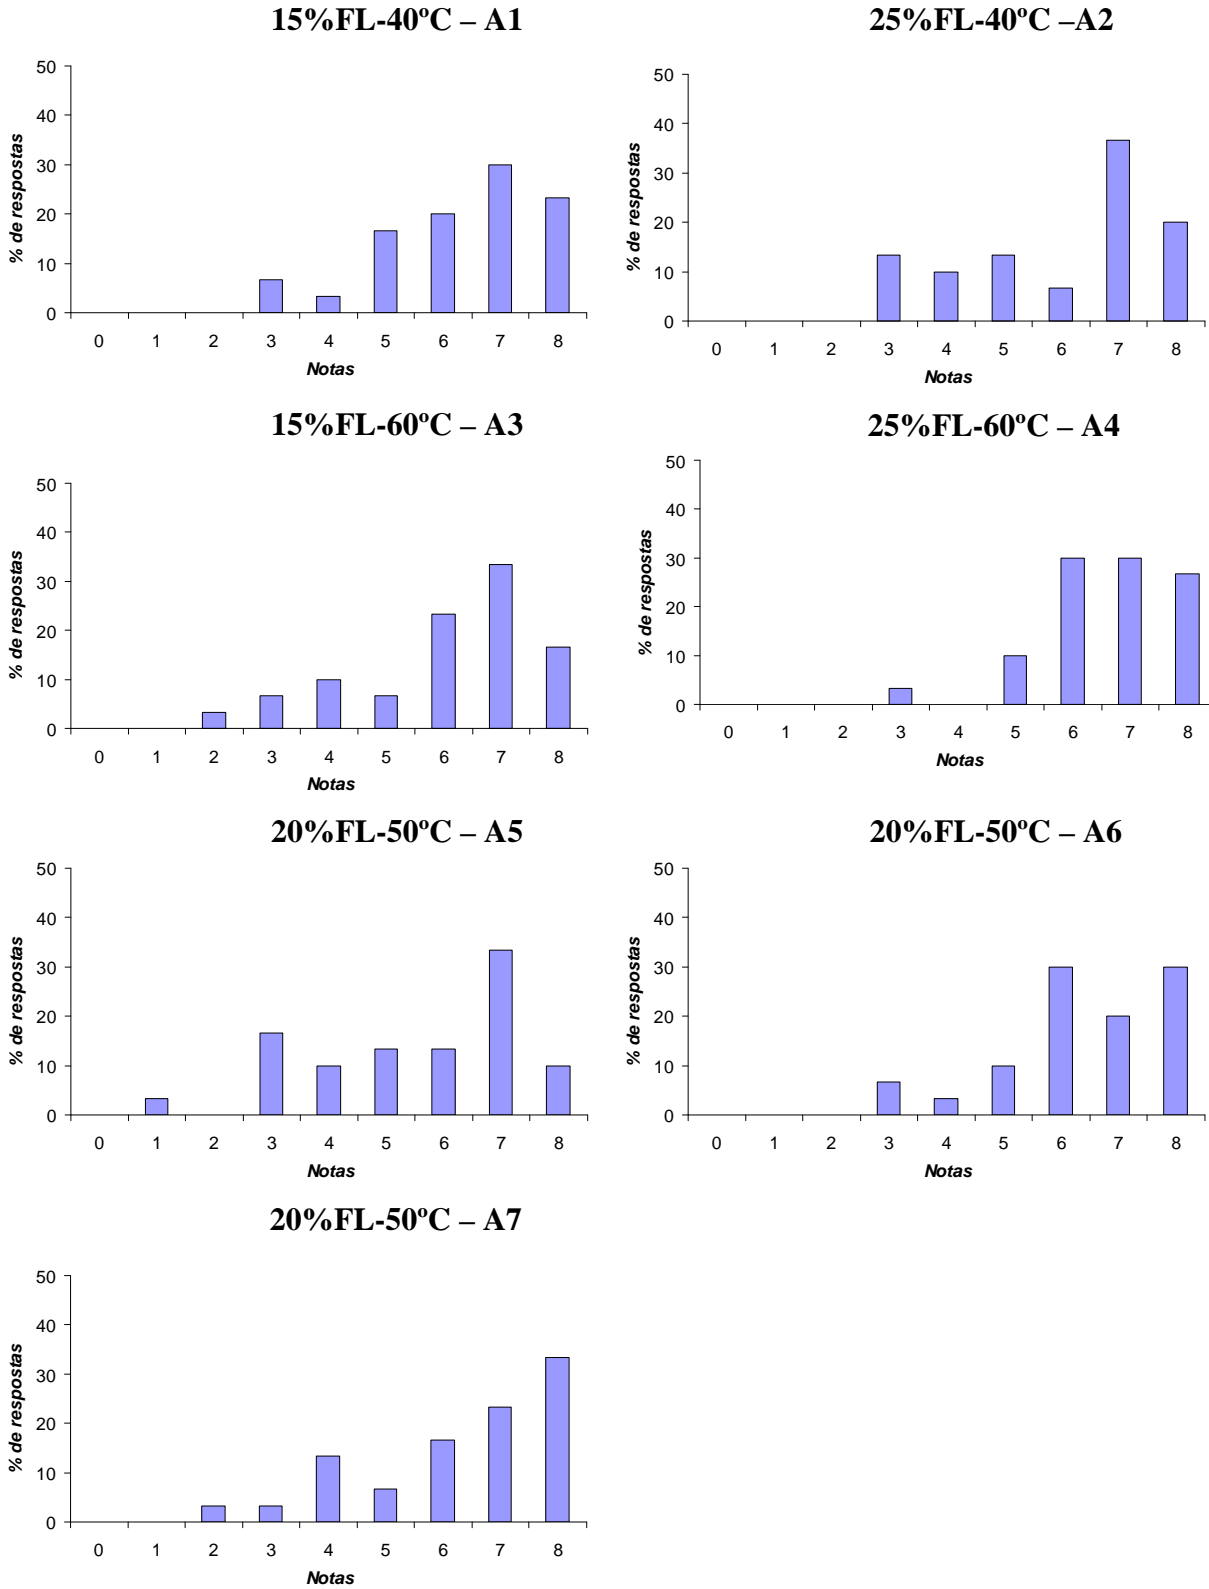 15%FL-40ºC – A1
50
40
30
20
10
0
% de respostas
0 1 2 3 4 5 6 7 8
Notas
25%FL-40ºC –A2
50
40
30
20
10
0
% de respostas
0 1 2 3 4 5 6 7 8
Notas
15%FL-60ºC – A3
50
40
30
20
10
0
% de respostas
0 1 2 3 4 5 6 7 8
Notas
25%FL-60ºC – A4
50
40
30
20
10
0
% de respostas
0 1 2 3 4 5 6 7 8
Notas
20%FL-50ºC – A5
50
40
30
20
10
0
% de respostas
0 1 2 3 4 5 6 7 8
Notas
20%FL-50ºC – A6
50
40
30
20
10
0
% de respostas
0 1 2 3 4 5 6 7 8
Notas
20%FL-50ºC – A7
50
40
30
20
10
0
% de respostas
0 1 2 3 4 5 6 7 8
Notas